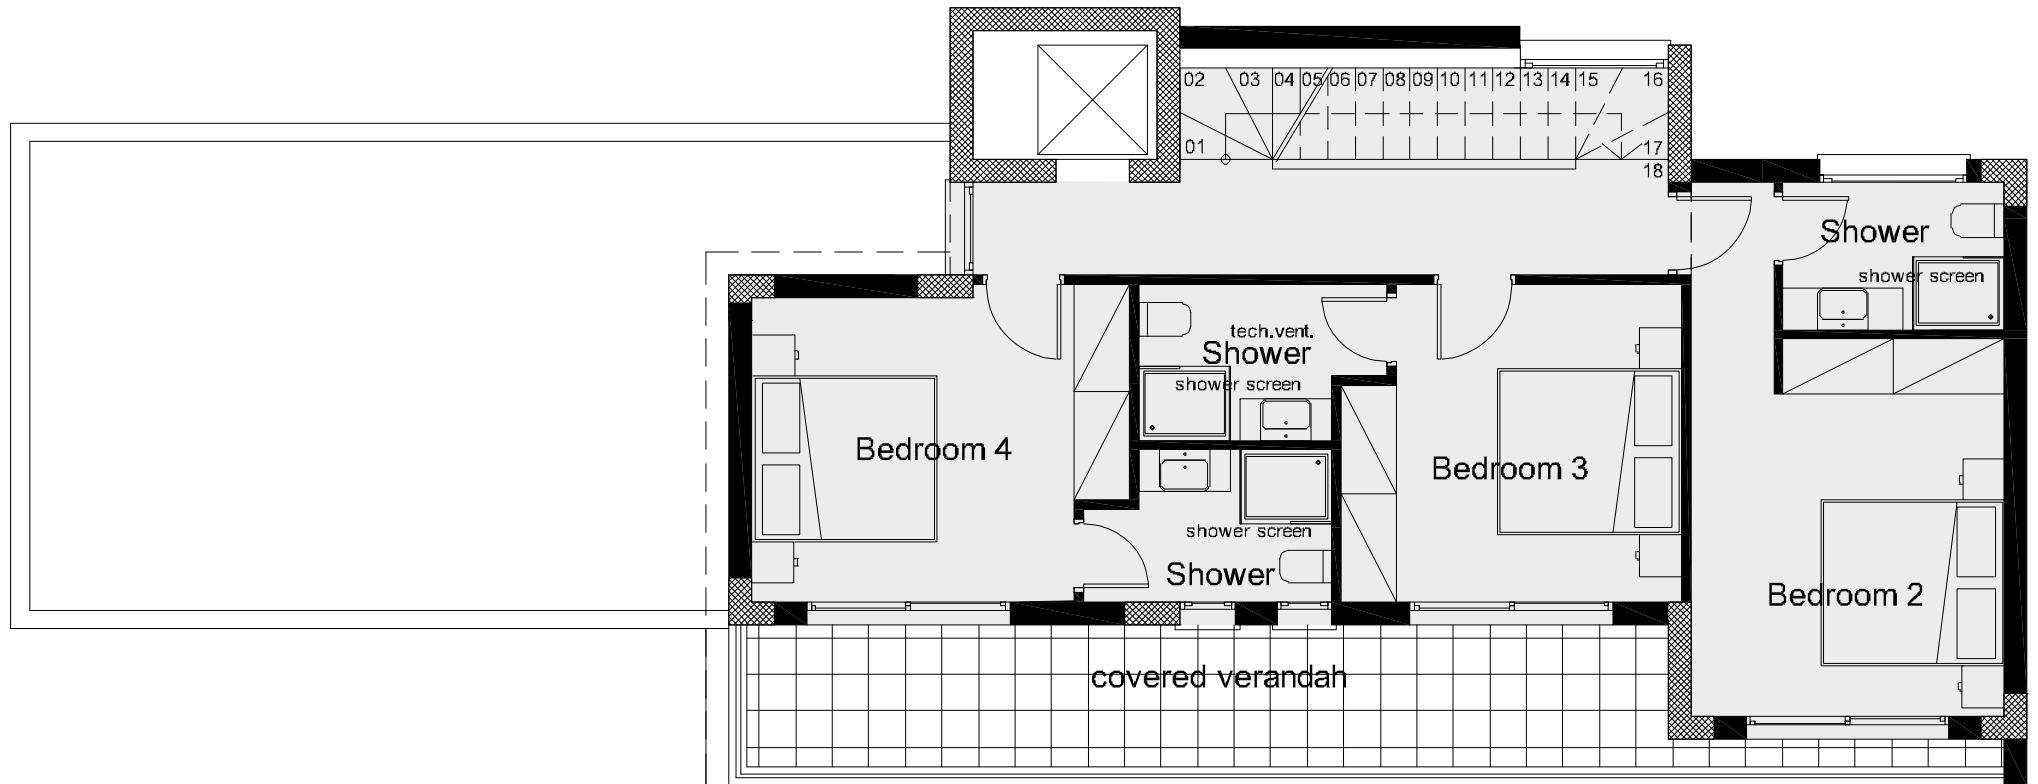 02 03 04 05 06 07 08 09 10 11 12 13 14 15 16
01
17
18
Shower
shower screen
tech.vent.
Shower
shower screen
Bedroom 4
Bedroom 3
shower screen
Shower
Bedroom 2
covered verandah